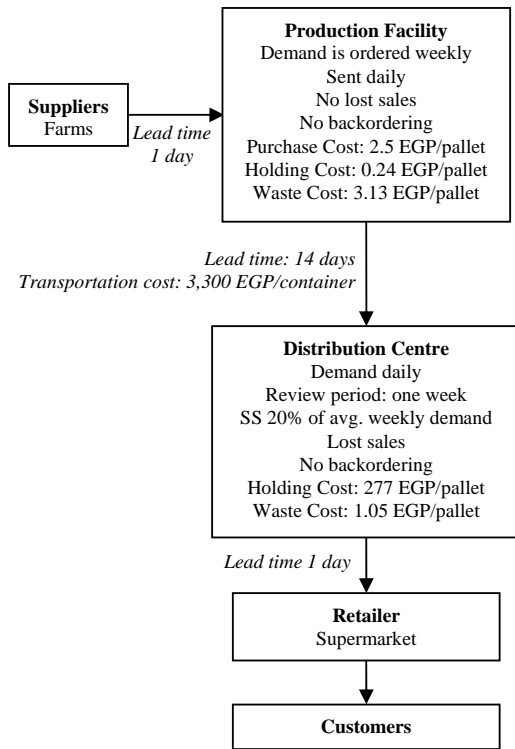 Production Facility
Demand is ordered weekly
Sent daily
No lost sales
No backordering
Purchase Cost: 2.5 EGP/pallet
Holding Cost: 0.24 EGP/pallet
Waste Cost: 3.13 EGP/pallet
Suppliers
Farms
Lead time
1 day
Lead time: 14 days
Transportation cost: 3,300 EGP/container
Distribution Centre
Demand daily
Review period: one week
SS 20% of avg. weekly demand
Lost sales
No backordering
Holding Cost: 277 EGP/pallet
Waste Cost: 1.05 EGP/pallet
Lead time 1 day
Retailer
Supermarket
Customers